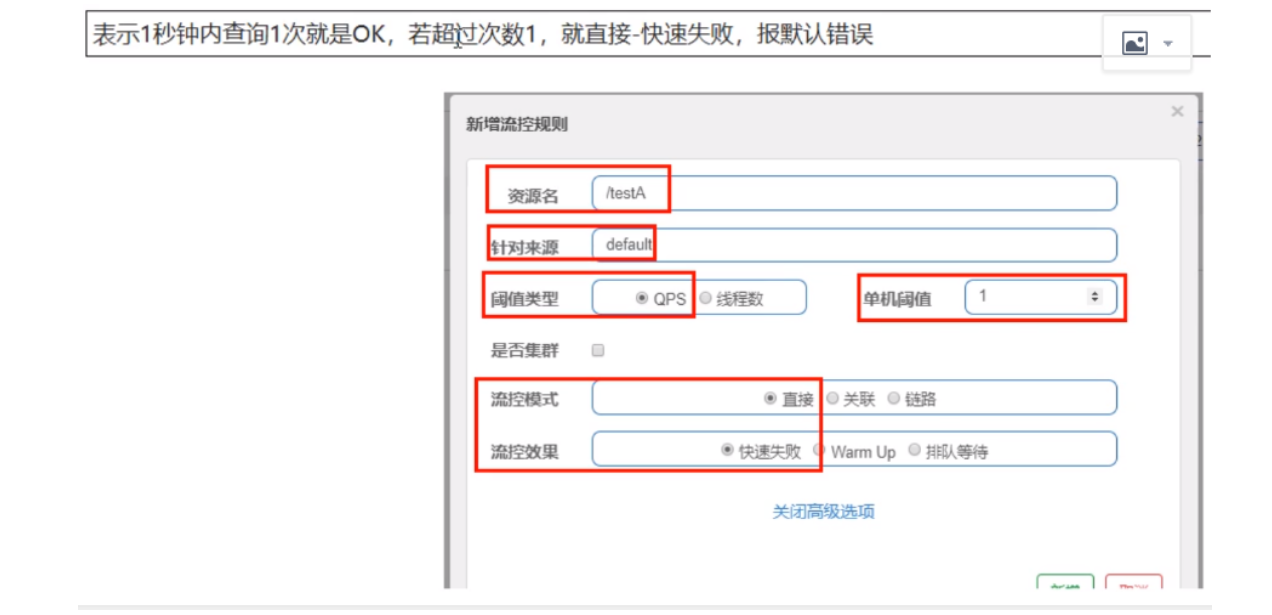 表示1秒钟内查询1次就是OK，若超过次数1，就直接-快速失败，报默认错误
新增流控规则
资源名 /testA
针对来源 default
阈值类型 QPS 线程数 单机阈值 1
是否集群
流控模式 直接 关联 链路
流控效果 快速失败 Warm Up 排队等待
关闭高级选项